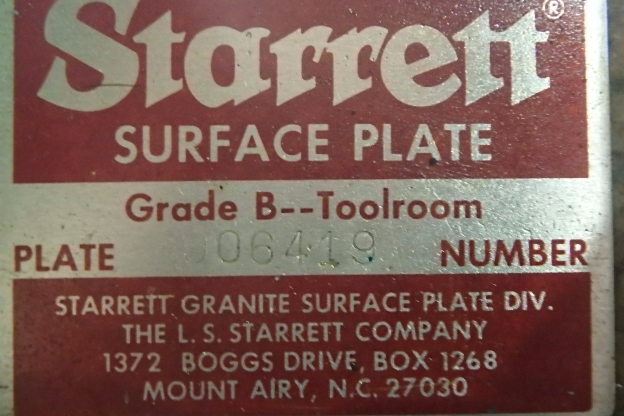 Starrett®
SURFACE PLATE
Grade B--Toolroom
PLATE 006419 NUMBER
STARRETT GRANITE SURFACE PLATE DIV.
THE L. S. STARRETT COMPANY
1372 BOGGS DRIVE, BOX 1268
MOUNT AIRY, N.C. 27030